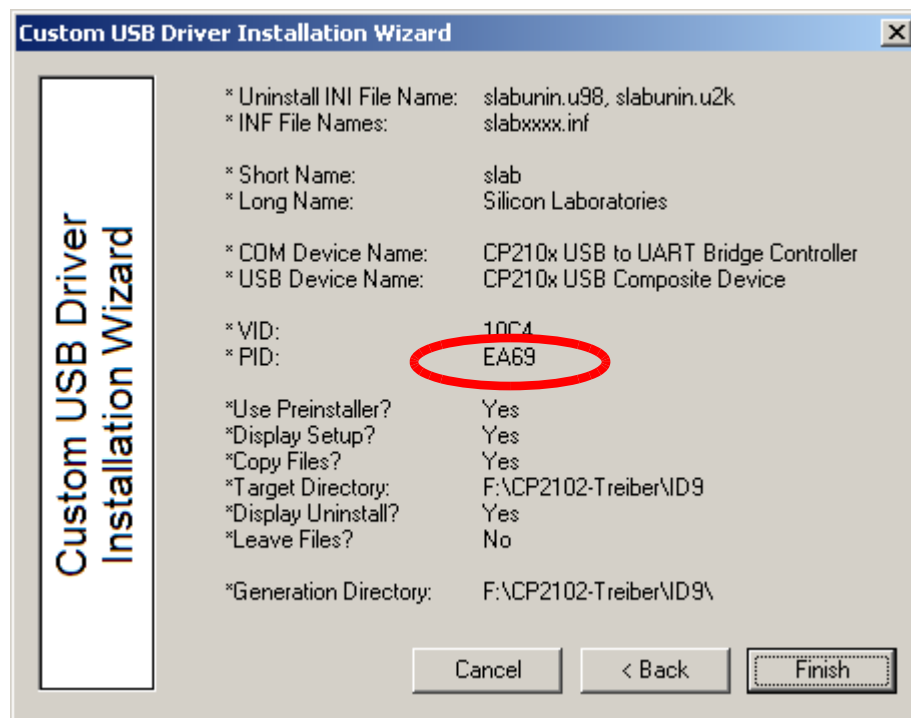 Custom USB Driver Installation Wizard
Custom USB Driver
Installation Wizard
* Uninstall INI File Name: slabunin.u98, slabunin.u2k
* INF File Names: slabxxxx.inf
* Short Name: slab
* Long Name: Silicon Laboratories
* COM Device Name: CP210x USB to UART Bridge Controller
* USB Device Name: CP210x USB Composite Device
* VID: 10C4
* PID: EA69
*Use Preinstaller? Yes
*Display Setup? Yes
*Copy Files? Yes
*Target Directory: F:\CP2102-Treiber\ID9
*Display Uninstall? Yes
*Leave Files? No
*Generation Directory: F:\CP2102-Treiber\ID9\
Cancel < Back Finish